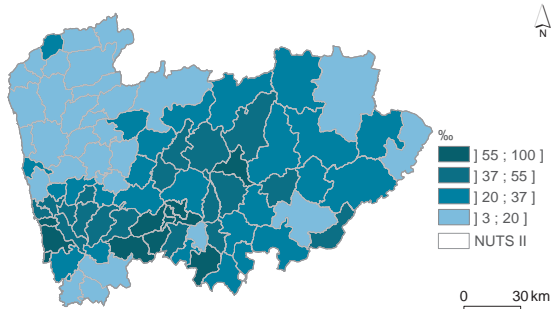 N
‰
] 55 ; 100 ]
] 37 ; 55 ]
] 20 ; 37 ]
] 3 ; 20 ]
NUTS II
0 30 km